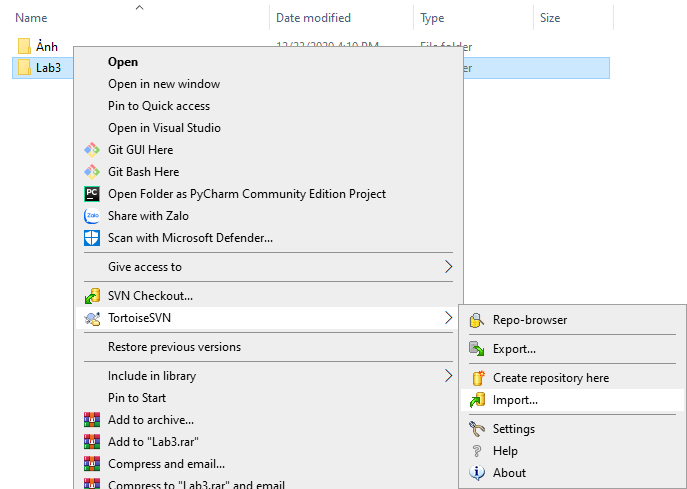 Name Date modified Type Size
Ảnh 12/22/2020 4:10 PM File folder
Lab3
Open
Open in new window
Pin to Quick access
Open in Visual Studio
Git GUI Here
Git Bash Here
PC Open Folder as PyCharm Community Edition Project
Zalo Share with Zalo
Scan with Microsoft Defender...
Give access to
SVN Checkout...
TortoiseSVN
Restore previous versions
Include in library
Pin to Start
Add to archive...
Add to "Lab3.rar"
Compress and email...
Compress to "Lab3.rar" and email
Repo-browser
Export...
Create repository here
Import...
Settings
Help
About